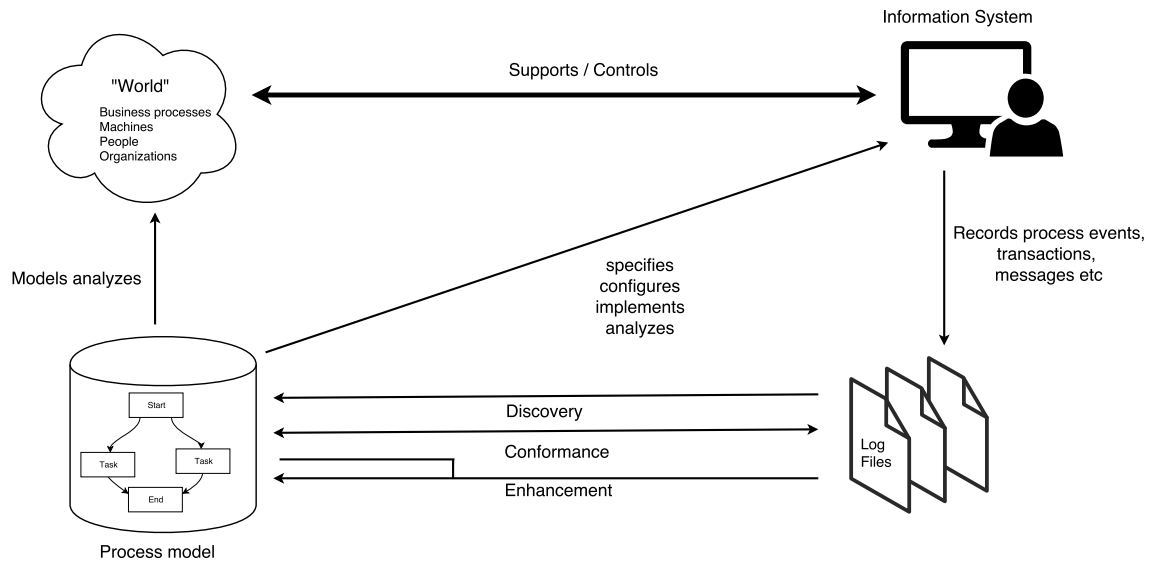 Information System
"World"
Business processes
Machines
People
Organizations
Supports / Controls
Models analyzes
specifies
configures
implements
analyzes
Records process events,
transactions,
messages etc
Start
Task
Task
End
Process model
Discovery
Conformance
Enhancement
Log
Files